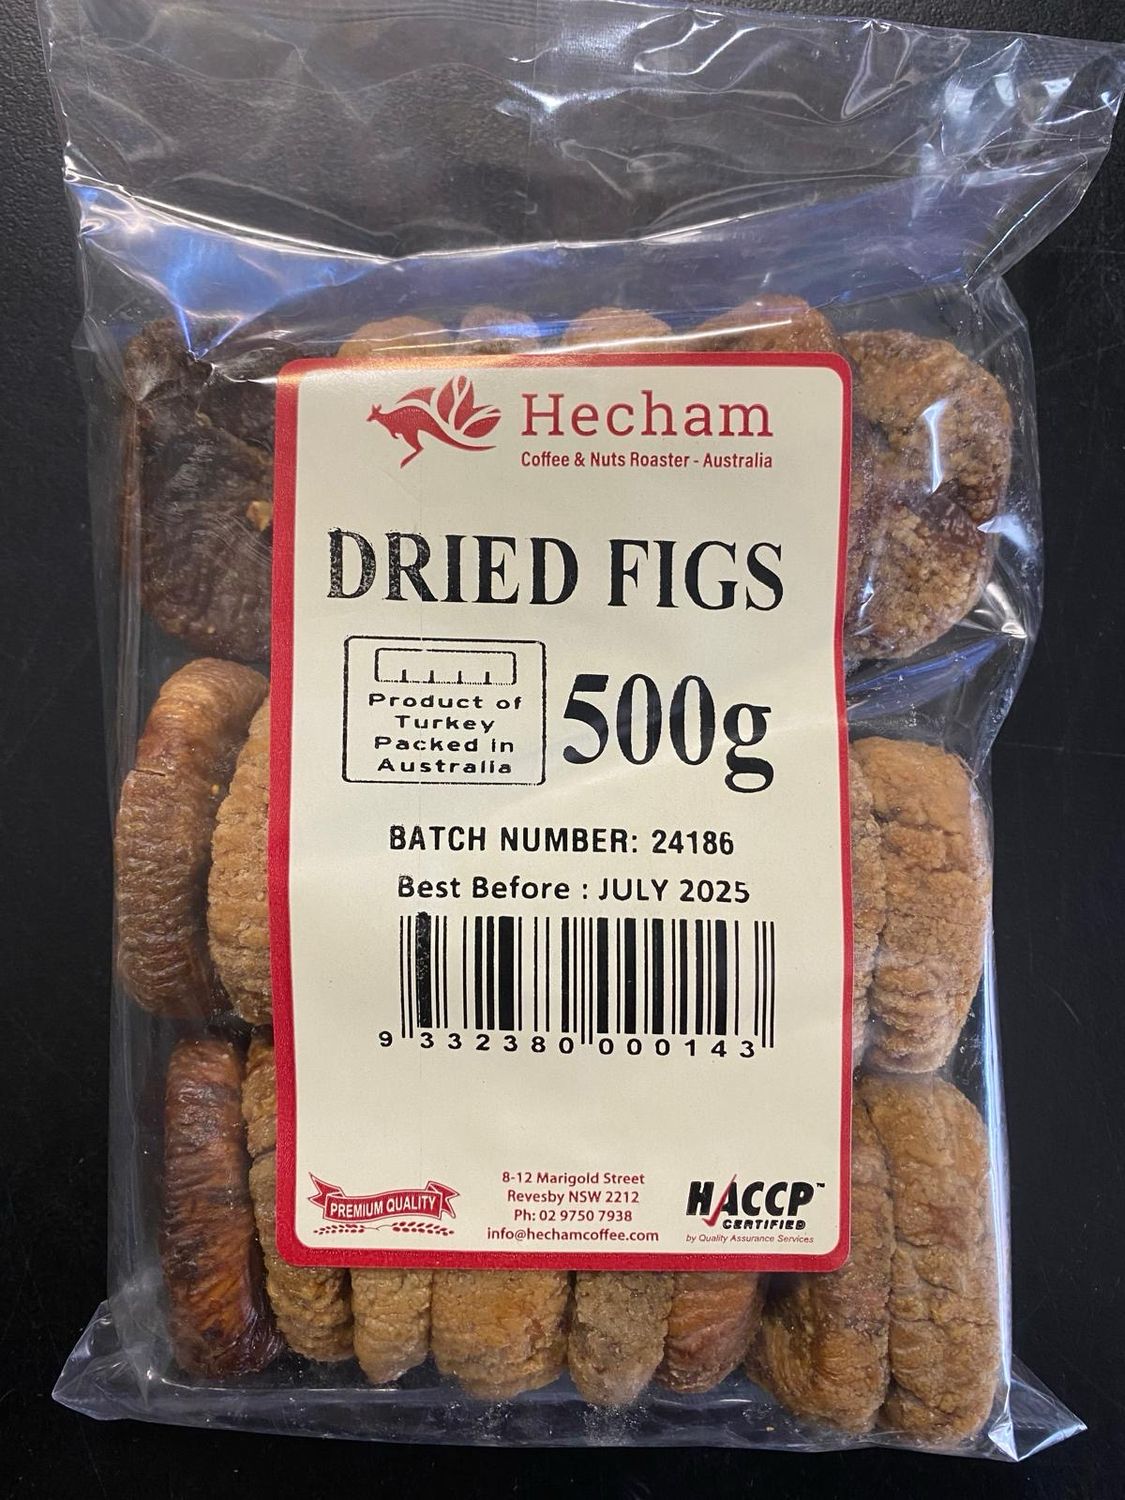 Hecham
Coffee & Nuts Roaster - Australia
DRIED FIGS
Product of
Turkey
Packed in
Australia
500g
BATCH NUMBER: 24186
Best Before : JULY 2025
9 332380 000143
PREMIUM QUALITY
8-12 Marigold Street
Revesby NSW 2212
Ph: 02 9750 7938
info@hechamcoffee.com
HACCP™
CERTIFIED
by Quality Assurance Services